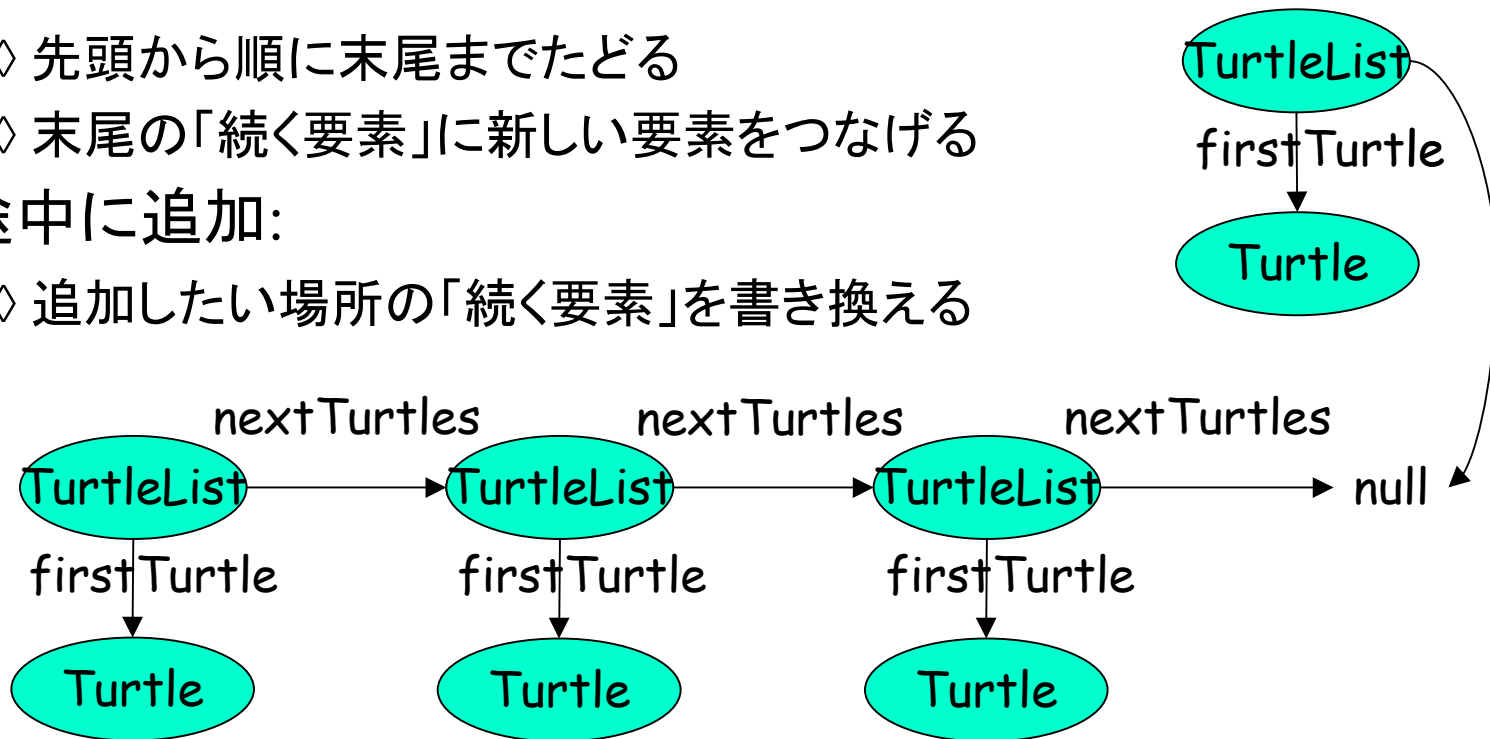 ◊ 先頭から順に末尾までたどる
◊ 末尾の「続く要素」に新しい要素をつなげる
途中に追加:
◊ 追加したい場所の「続く要素」を書き換える
TurtleList
firstTurtle
Turtle
nextTurtles nextTurtles nextTurtles
TurtleList TurtleList TurtleList null
firstTurtle firstTurtle firstTurtle
Turtle Turtle Turtle